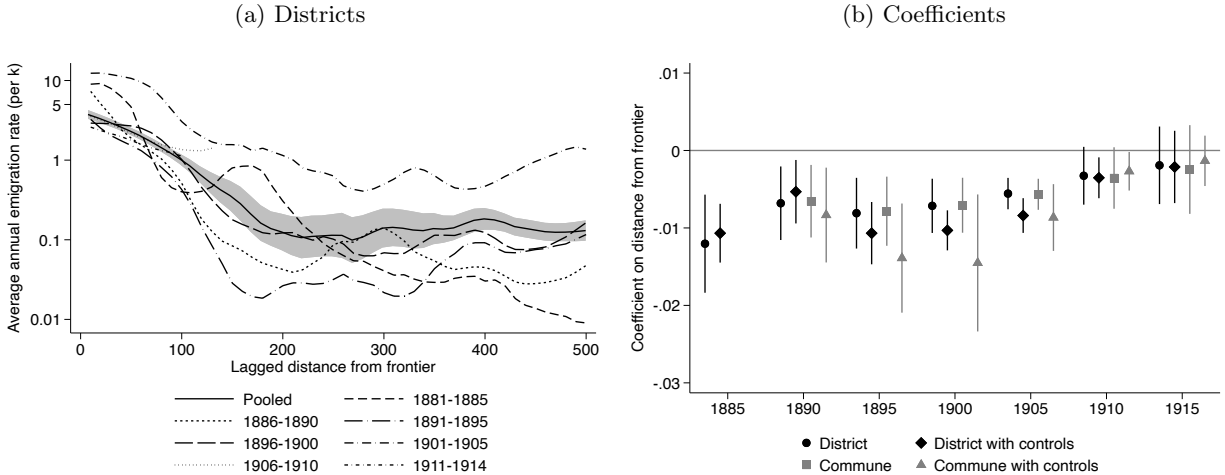 (a) Districts
Average annual emigration rate (per k)
10
5
1
0.1
0.01
0 100 200 300 400 500
Lagged distance from frontier
Pooled 1881-1885
1886-1890 1891-1895
1896-1900 1901-1905
1906-1910 1911-1914
(b) Coefficients
Coefficient on distance from frontier
.01
0
-.01
-.02
-.03
1885 1890 1895 1900 1905 1910 1915
District District with controls
Commune Commune with controls